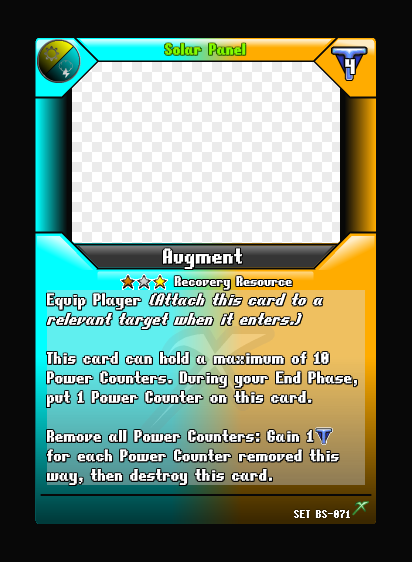 Solar Panel
4
Augment
Recovery Resource
Equip Player (Attach this card to a
relevant target when it enters.)
This card can hold a maximum of 10
Power Counters. During your End Phase,
put 1 Power Counter on this card.
Remove all Power Counters: Gain 1
for each Power Counter removed this
way, then destroy this card.
SET BS-071